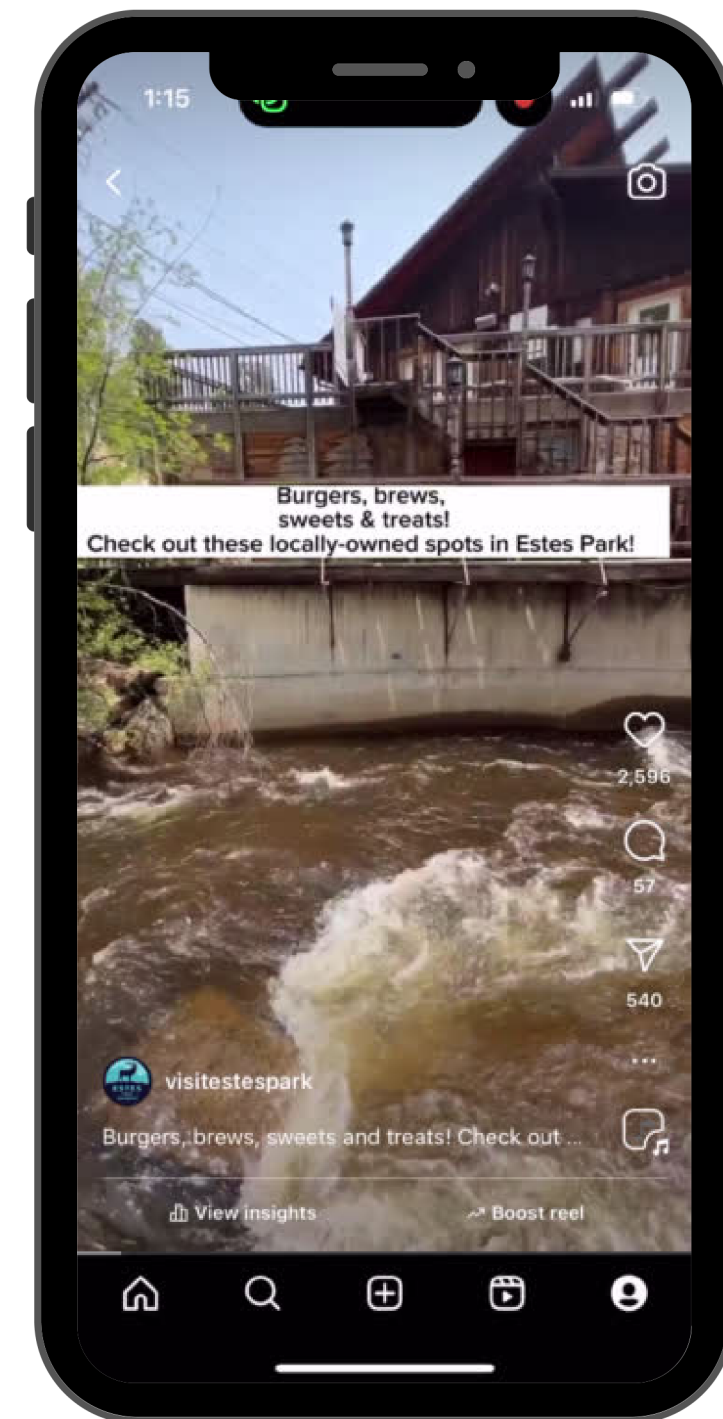 1:15
Burgers, brews,
sweets & treats!
Check out these locally-owned spots in Estes Park!
2,596
57
540
visitestespark
ESTES
Burgers, brews, sweets and treats! Check out ...
View insights
Boost reel